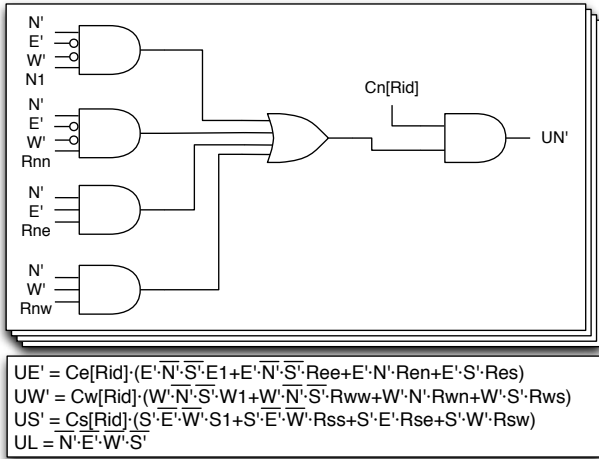 N'
E'
W'
N1
N'
E'
W'
Rnn
N'
E'
Rne
N'
W'
Rnw
Cn[Rid]
UN'
UE' = Ce[Rid]·(E'·N̅'̅·S̅'̅·E1+E'·N̅'̅·S̅'̅·Ree+E'·N'·Ren+E'·S'·Res)
UW' = Cw[Rid]·(W'·N̅'̅·S̅'̅·W1+W'·N̅'̅·S̅'̅·Rww+W'·N'·Rwn+W'·S'·Rws)
US' = Cs[Rid]·(S'·E̅'̅·W̅'̅·S1+S'·E̅'̅·W̅'̅·Rss+S'·E'·Rse+S'·W'·Rsw)
UL = N̅'̅·E̅'̅·W̅'̅·S̅'̅